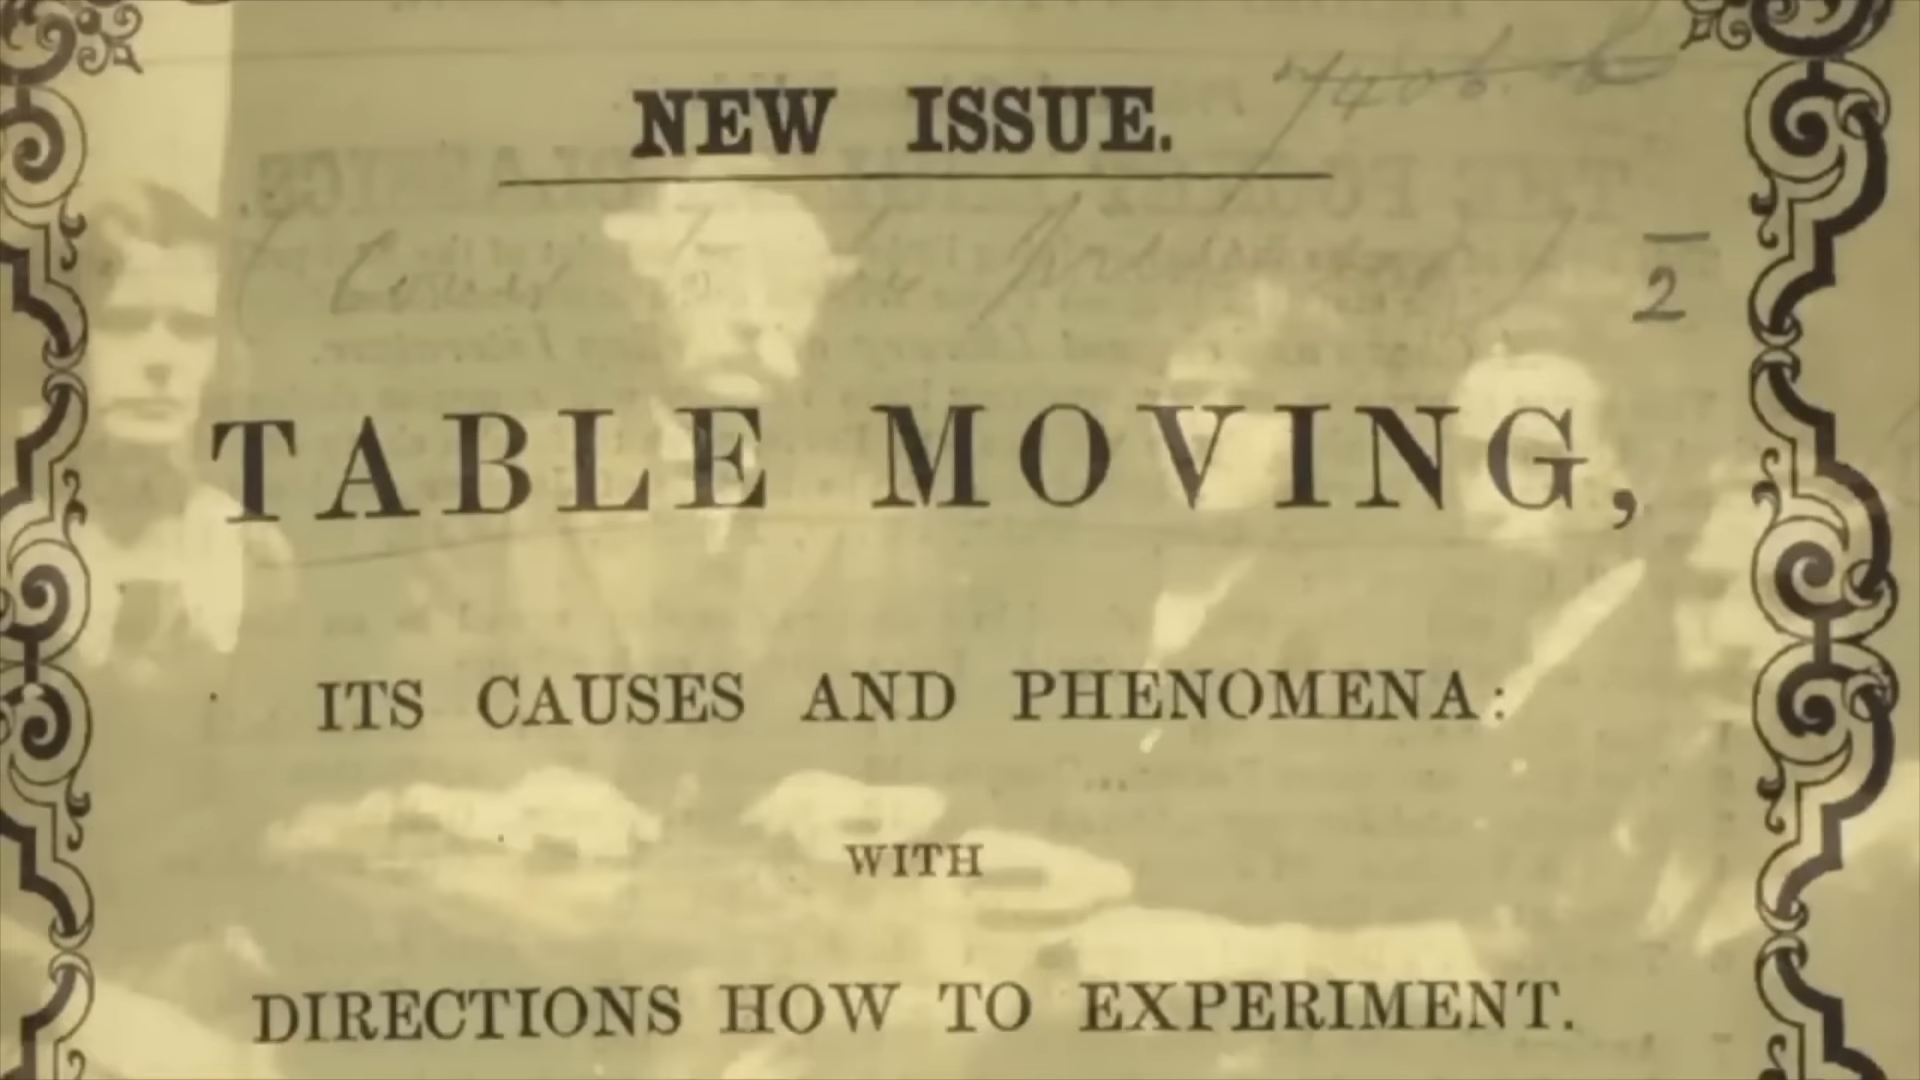 NEW ISSUE.
2
TABLE MOVING,
ITS CAUSES AND PHENOMENA:
WITH
DIRECTIONS HOW TO EXPERIMENT.